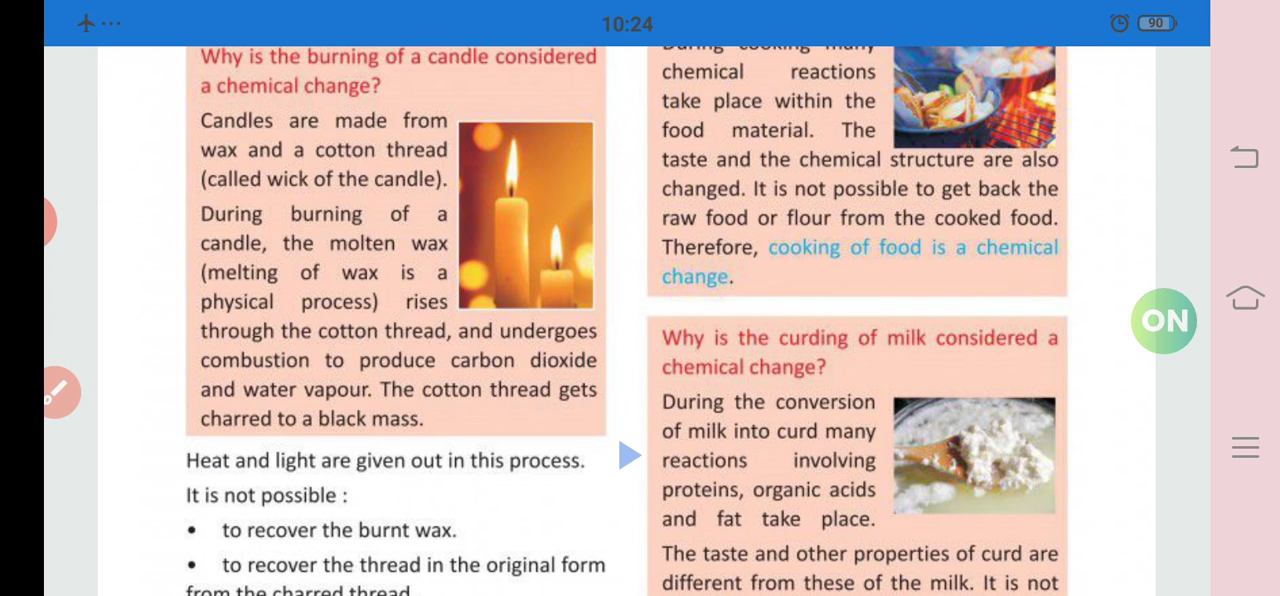 10:24
90
Why is the burning of a candle considered
a chemical change?
Candles are made from
wax and a cotton thread
(called wick of the candle).
During burning of a
candle, the molten wax
(melting of wax is a
physical process) rises
through the cotton thread, and undergoes
combustion to produce carbon dioxide
and water vapour. The cotton thread gets
charred to a black mass.
Heat and light are given out in this process.
It is not possible :
• to recover the burnt wax.
• to recover the thread in the original form
from the charred thread
During cooking many
chemical reactions
take place within the
food material. The
taste and the chemical structure are also
changed. It is not possible to get back the
raw food or flour from the cooked food.
Therefore, cooking of food is a chemical
change.
Why is the curding of milk considered a
chemical change?
During the conversion
of milk into curd many
reactions involving
proteins, organic acids
and fat take place.
The taste and other properties of curd are
different from these of the milk. It is not
ON